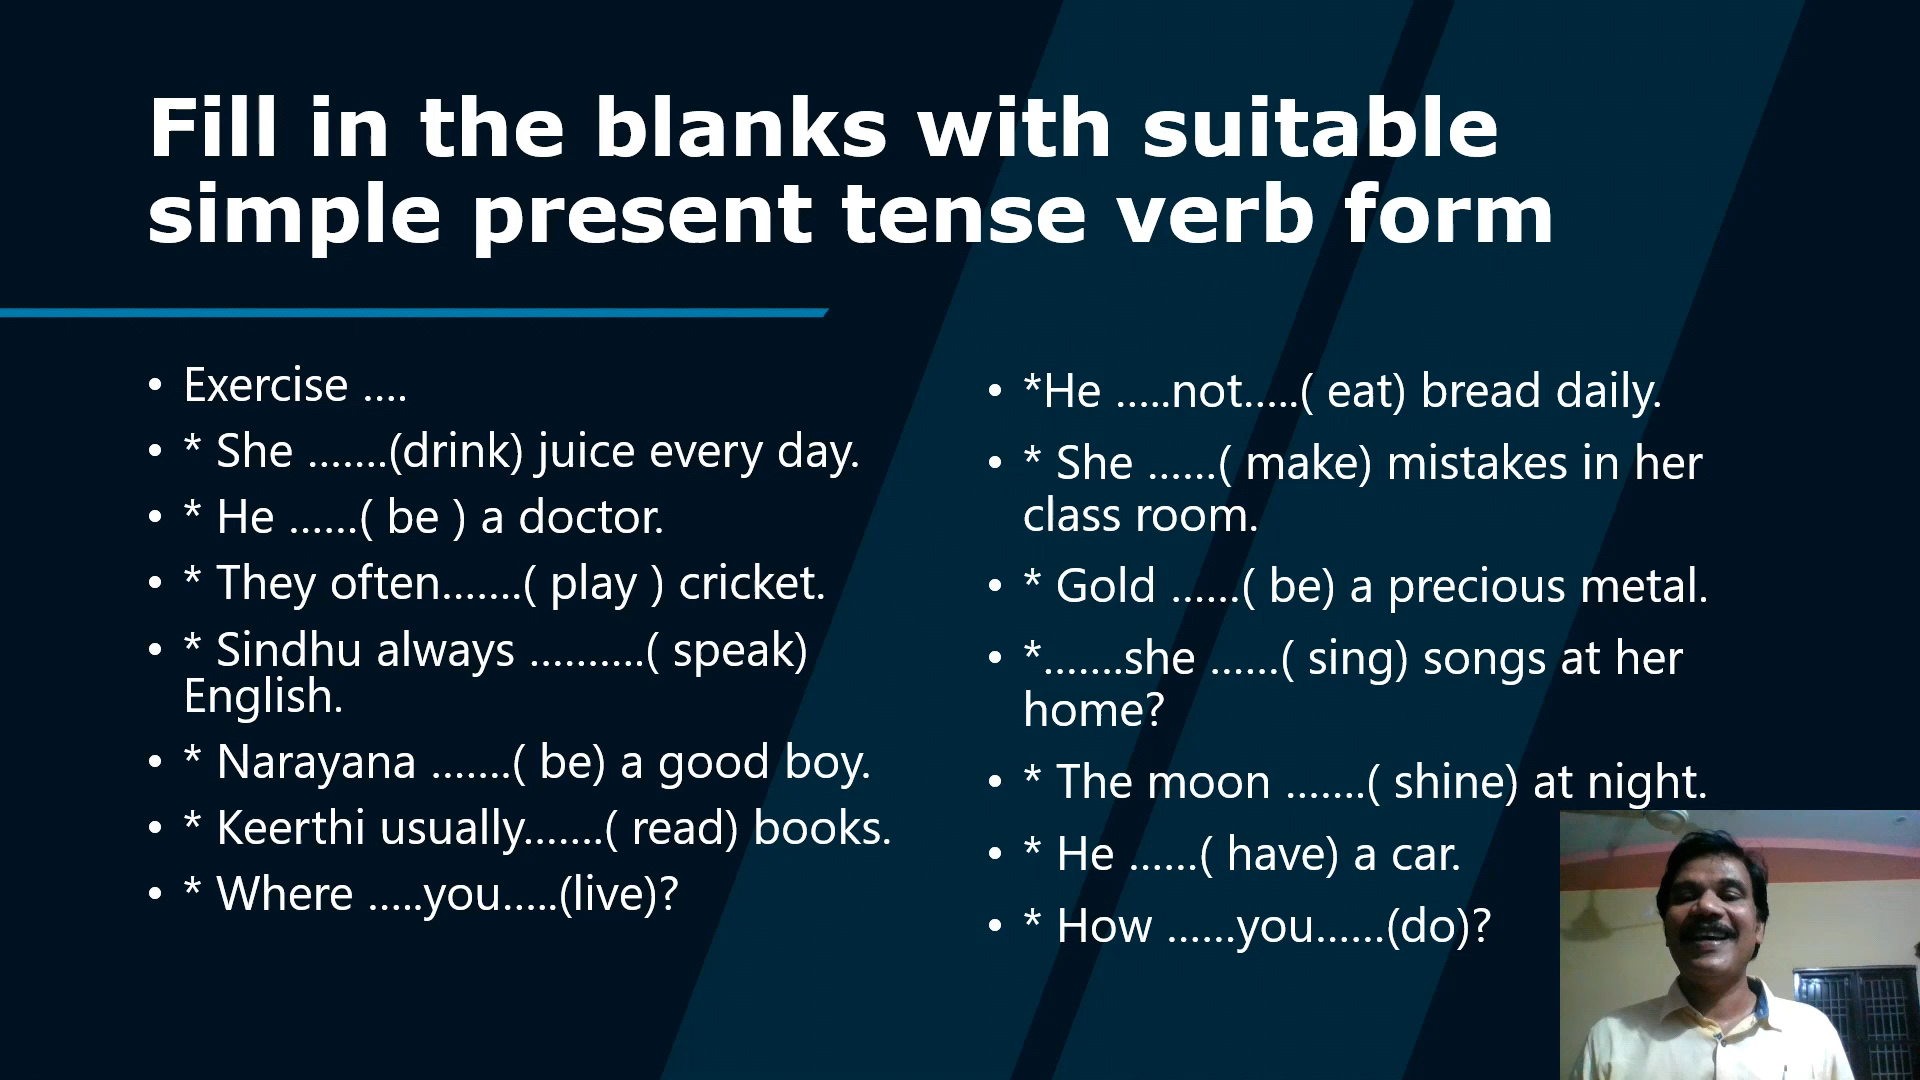 Fill in the blanks with suitable
simple present tense verb form
• Exercise ....
• * She .......(drink) juice every day.
• * He ......( be ) a doctor.
• * They often.......( play ) cricket.
• * Sindhu always ..........( speak)
English.
• * Narayana .......( be) a good boy.
• * Keerthi usually.......( read) books.
• * Where .....you.....(live)?
• *He .....not.....( eat) bread daily.
• * She ......( make) mistakes in her
class room.
• * Gold ......( be) a precious metal.
• *.......she ......( sing) songs at her
home?
• * The moon .......( shine) at night.
• * He ......( have) a car.
• * How ......you......(do)?